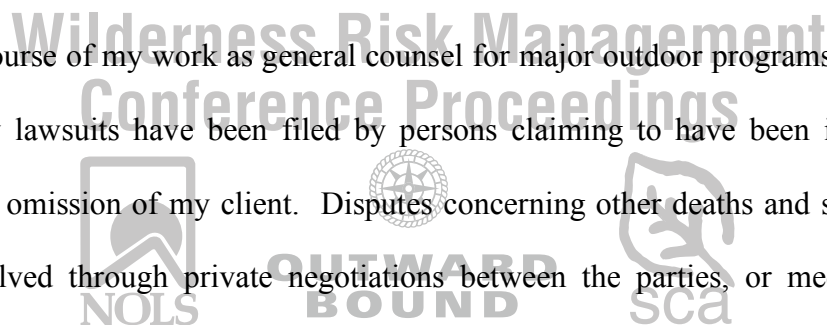 Wilderness Risk Management
ourse of my work as general counsel for major outdoor programs
Conference Proceedings
lawsuits have been filed by persons claiming to have been i
omission of my client. Disputes concerning other deaths and s
olved through private negotiations between the parties, or me
OUTWARD
NOLS
BOUND
sca